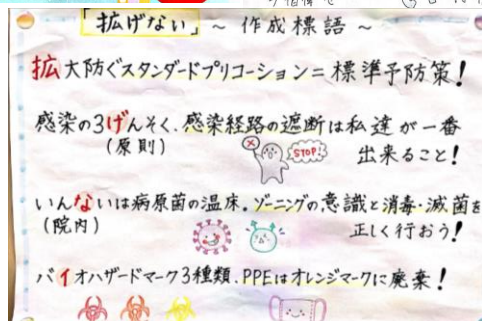 「拡げない」～ 作成標語 ～
拡大防ぐスタンダードプリコーション＝標準予防策！
感染の3げんそく、感染経路の遮断は私達が一番
(原則)
出来ること！
STOP!
いんないは病原菌の温床。ゾーニングの意識と消毒・滅菌を
(院内)
正しく行おう！
バイオハザードマーク3種類、PPEはオレンジマークに廃棄！